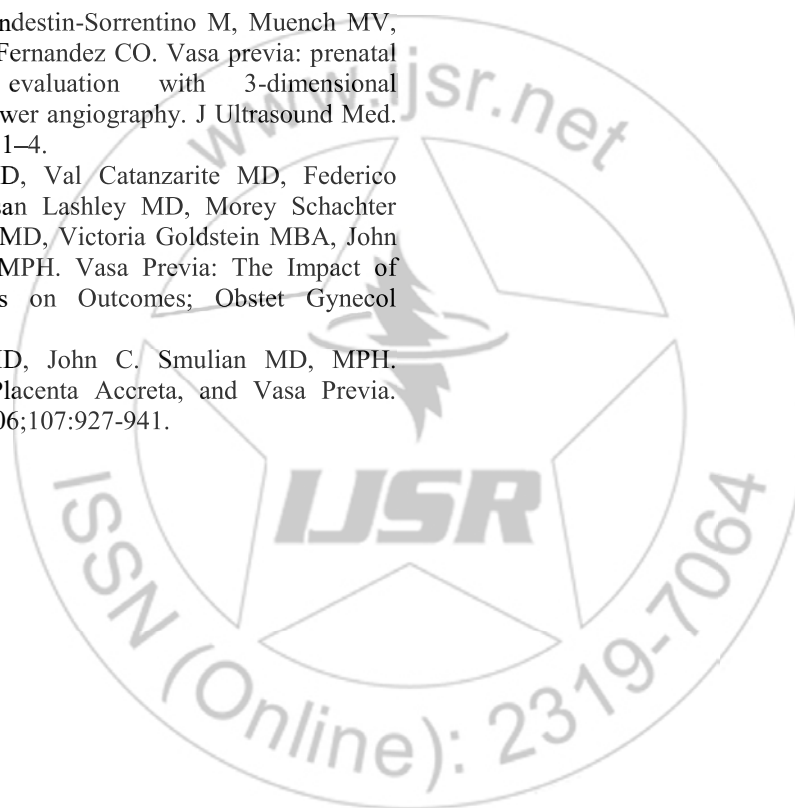 ndestin-Sorrentino M, Muench MV,
Fernandez CO. Vasa previa: prenatal
evaluation with 3-dimensional
wer angiography. J Ultrasound Med.
1–4.
D, Val Catanzarite MD, Federico
san Lashley MD, Morey Schachter
MD, Victoria Goldstein MBA, John
MPH. Vasa Previa: The Impact of
s on Outcomes; Obstet Gynecol
MD, John C. Smulian MD, MPH.
Placenta Accreta, and Vasa Previa.
06;107:927-941.
www.ijsr.net
IJSR
ISSN (Online): 2319-7064